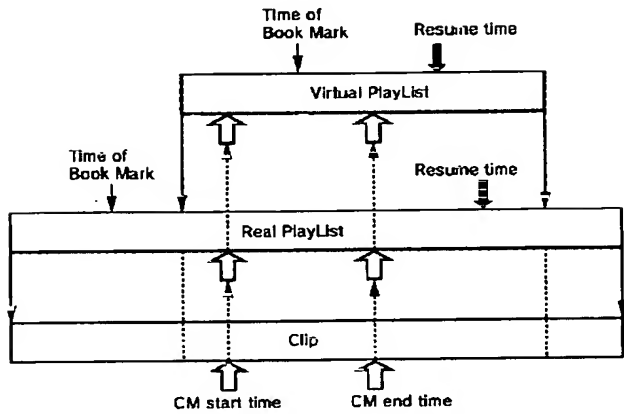 Time of
Book Mark
Resume time
Virtual PlayList
Time of
Book Mark
Resume time
Real PlayList
Clip
CM start time
CM end time